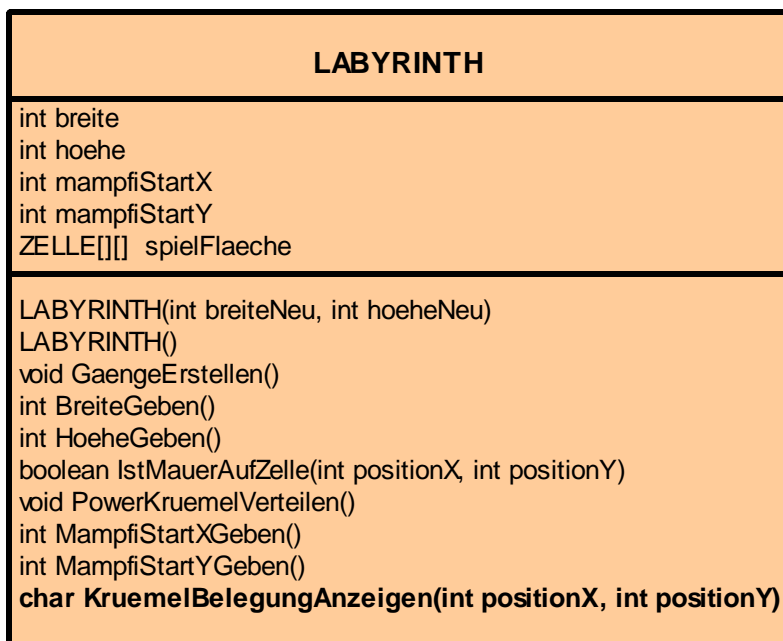 LABYRINTH
int breite
int hoehe
int mampfiStartX
int mampfiStartY
ZELLE[][] spielFlaeche
LABYRINTH(int breiteNeu, int hoeheNeu)
LABYRINTH()
void GaengeErstellen()
int BreiteGeben()
int HoeheGeben()
boolean IstMauerAufZelle(int positionX, int positionY)
void PowerKruemelVerteilen()
int MampfiStartXGeben()
int MampfiStartYGeben()
char KruemelBelegungAnzeigen(int positionX, int positionY)